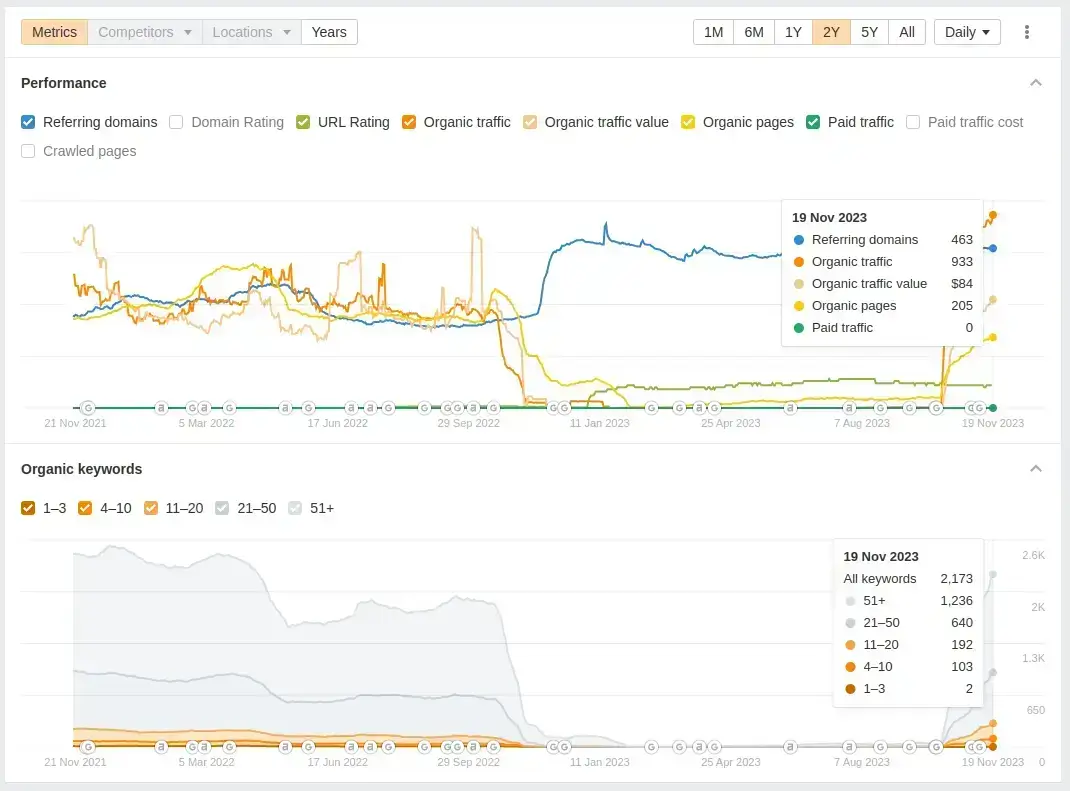 Metrics Competitors Locations Years 1M 6M 1Y 2Y 5Y All Daily
Performance
Referring domains Domain Rating URL Rating Organic traffic Organic traffic value Organic pages Paid traffic Paid traffic cost
Crawled pages
19 Nov 2023
Referring domains 463
Organic traffic 933
Organic traffic value $84
Organic pages 205
Paid traffic 0
G a G a G a G a a G G G G a G G G G G a G a a G G G G G
21 Nov 2021 5 Mar 2022 17 Jun 2022 29 Sep 2022 11 Jan 2023 25 Apr 2023 7 Aug 2023 19 Nov 2023
Organic keywords
1–3 4–10 11–20 21–50 51+
19 Nov 2023
All keywords 2,173
51+ 1,236
21–50 640
11–20 192
4–10 103
1–3 2
2.6K
2K
1.3K
650
G a G a G a G a a G G G G a G G G G G a G a a G G G G G
21 Nov 2021 5 Mar 2022 17 Jun 2022 29 Sep 2022 11 Jan 2023 25 Apr 2023 7 Aug 2023 19 Nov 2023 0